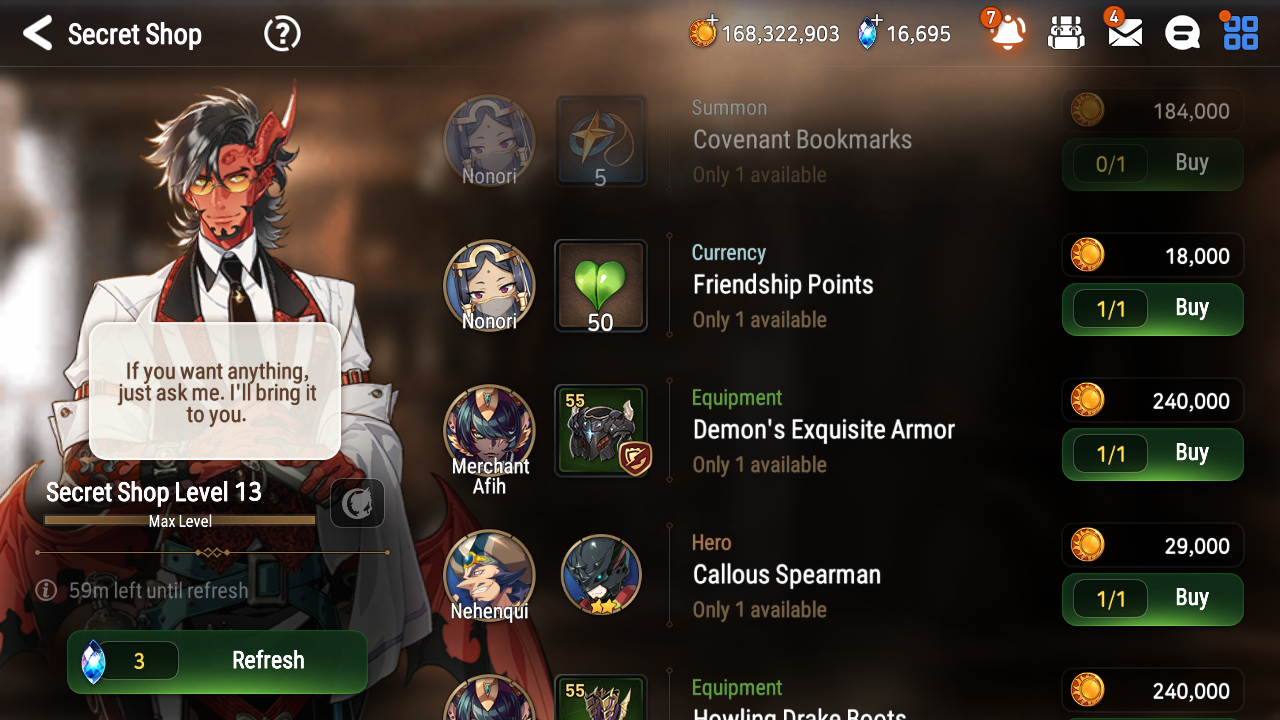 Secret Shop
?
168,322,903
16,695
7
4
Nonori
5
Summon
Covenant Bookmarks
Only 1 available
184,000
0/1
Buy
Nonori
50
Currency
Friendship Points
Only 1 available
18,000
1/1
Buy
Merchant
Afih
55
Equipment
Demon's Exquisite Armor
Only 1 available
240,000
1/1
Buy
Nehenqui
Hero
Callous Spearman
Only 1 available
29,000
1/1
Buy
55
Equipment
Howling Drake Boots
240,000
If you want anything,
just ask me. I'll bring it
to you.
Secret Shop Level 13
Max Level
59m left until refresh
3
Refresh